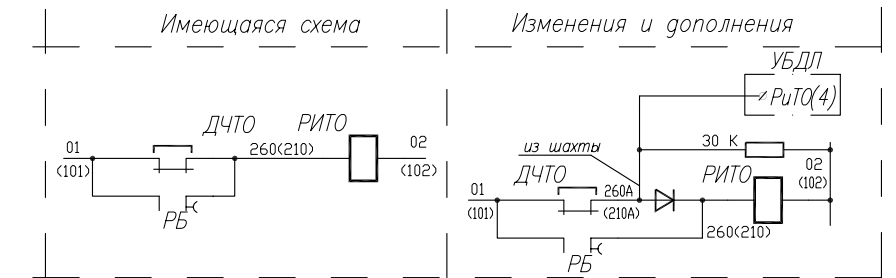 Имеющаяся схема
ДЧТО РИТО
01 260(210) 02
(101) (102)
РБ
Изменения и дополнения
УБДЛ
РиТО(4)
30 К
из шахты
ДЧТО РИТО
02
(102)
01 260А
(101) (210А)
260(210)
РБ